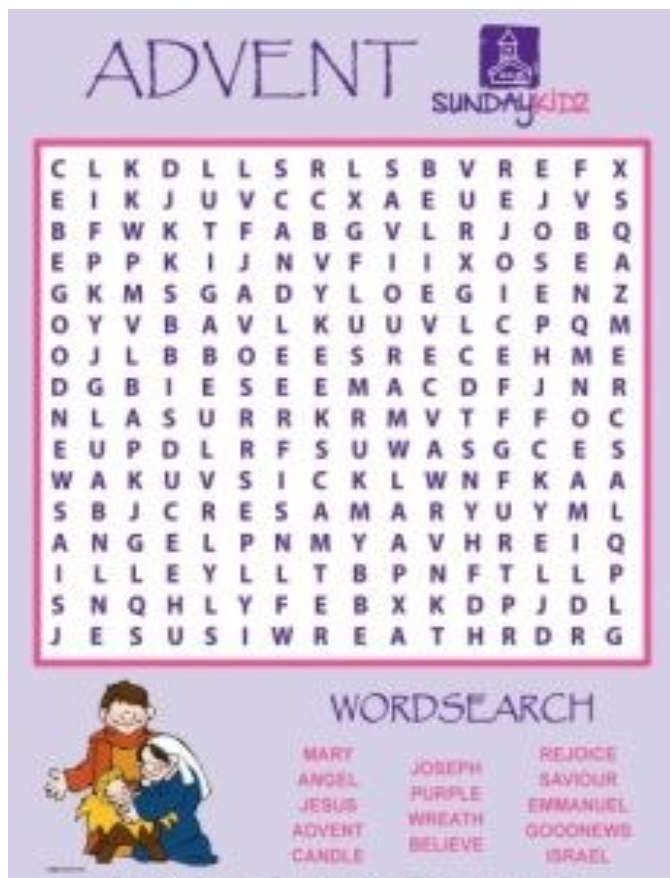 ADVENT
SUNDAYKIDZ
C L K D L L S R L S B V R E F X
E I K J U V C C X A E U E J V S
B F W K T F A B G V L R J O B Q
E P P K I J N V F I I X O S E A
G K M S G A D Y L O E G I E N Z
O Y V B A V L K U U V L C P Q M
O J L B B O E E S R E C E H M E
D G B I E S E E M A C D F J N R
N L A S U R R K R M V T F F O C
E U P D L R F S U W A S G C E S
W A K U V S I C K L W N F K A A
S B J C R E S A M A R Y U Y M L
A N G E L P N M Y A V H R E I Q
I L L E Y L L T B P N F T L L P
S N Q H L Y F E B X K D P J D L
J E S U S I W R E A T H R D R G
WORDSEARCH
MARY
ANGEL
JESUS
ADVENT
CANDLE
JOSEPH
PURPLE
WREATH
BELIEVE
REJOICE
SAVIOUR
EMMANUEL
GOODNEWS
ISRAEL